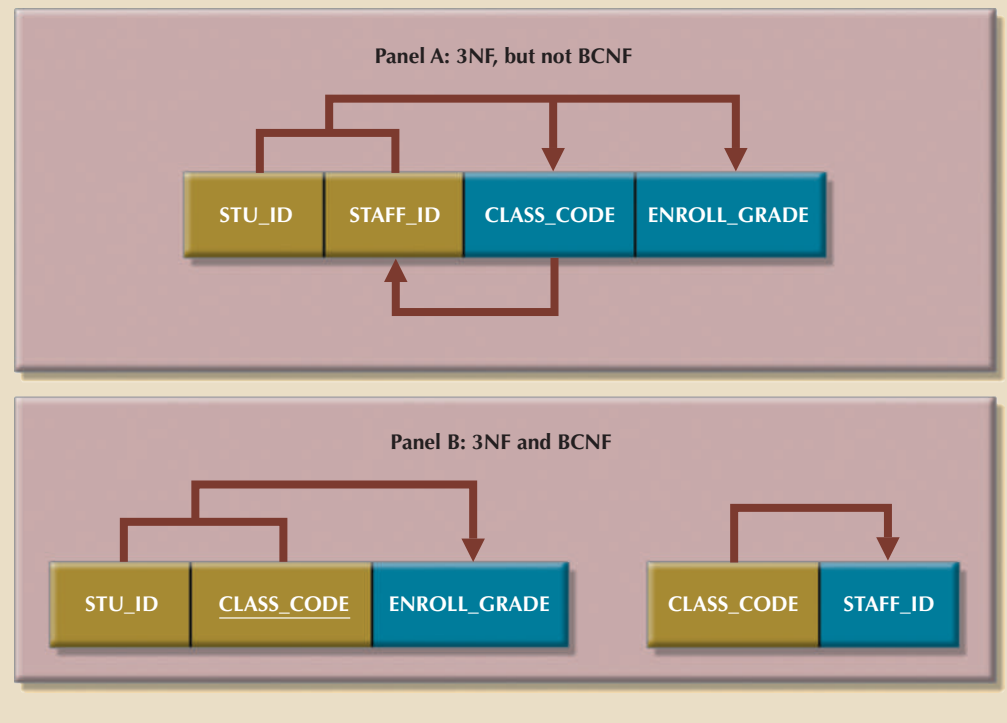 Panel A: 3NF, but not BCNF
STU_ID STAFF_ID CLASS_CODE ENROLL_GRADE
Panel B: 3NF and BCNF
STU_ID CLASS_CODE ENROLL_GRADE CLASS_CODE STAFF_ID